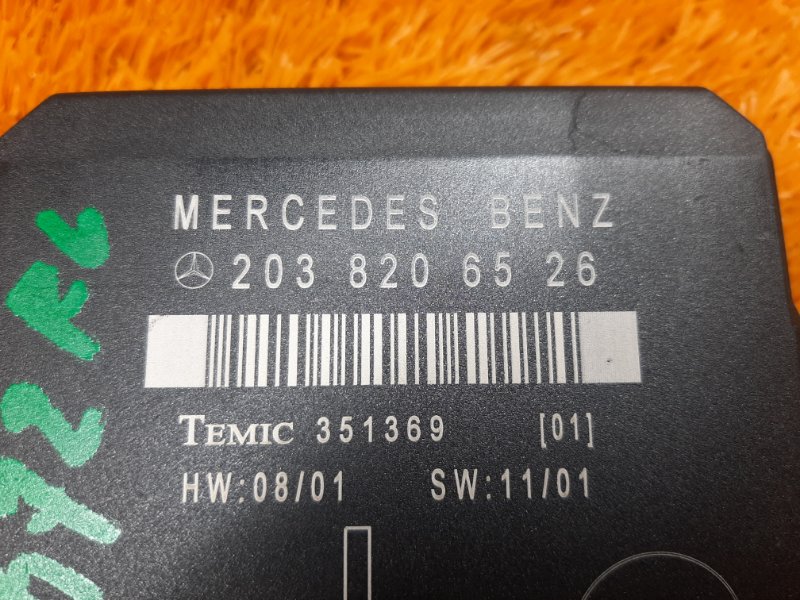 MERCEDES BENZ
203 820 65 26
TEMIC 351369 [01]
HW:08/01 SW:11/01